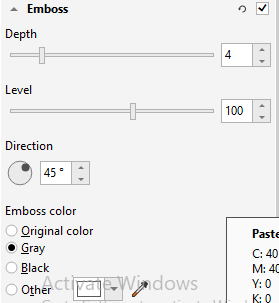 Emboss
Depth
4
Level
100
Direction
45 °
Emboss color
Original color
Gray
Black
Other
Activate Windows
Paste
C: 40
M: 40
Y: 0
K: 0